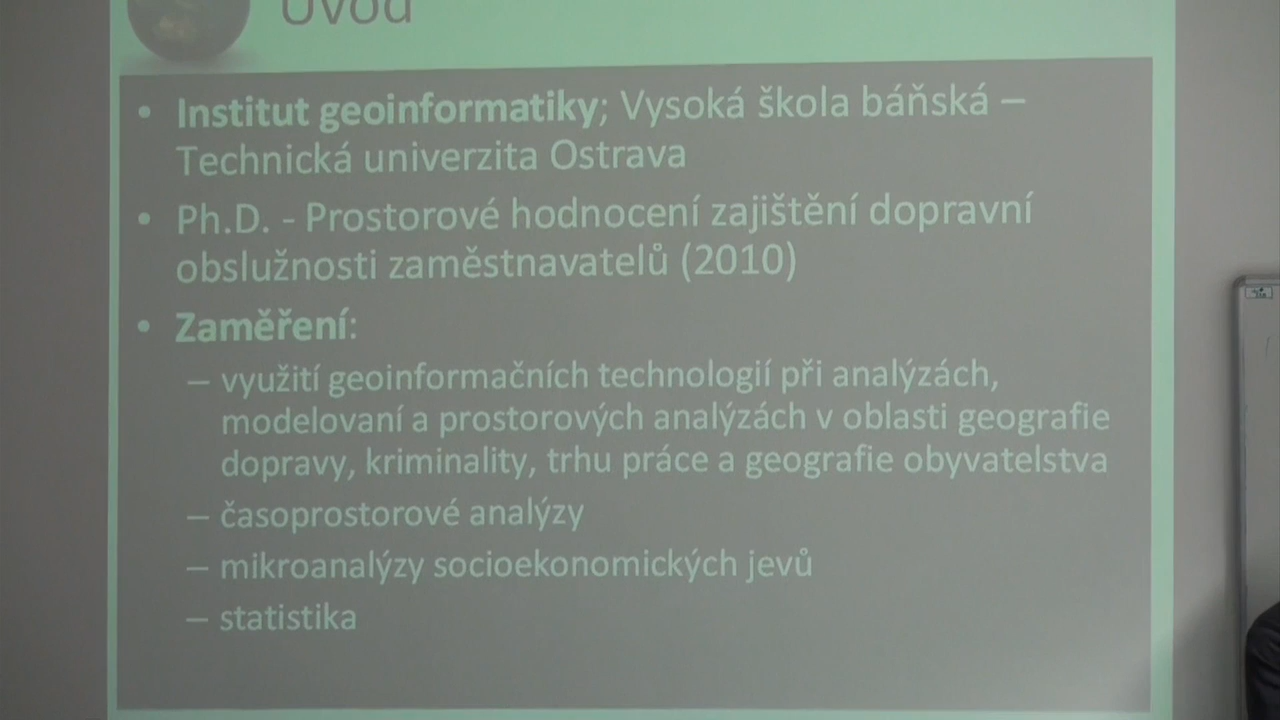 Úvod
• Institut geoinformatiky; Vysoká škola báňská –
Technická univerzita Ostrava
• Ph.D. - Prostorové hodnocení zajištění dopravní
obslužnosti zaměstnavatelů (2010)
• Zaměření:
– využití geoinformačních technologií při analýzách,
modelovaní a prostorových analýzách v oblasti geografie
dopravy, kriminality, trhu práce a geografie obyvatelstva
– časoprostorové analýzy
– mikroanalýzy socioekonomických jevů
– statistika